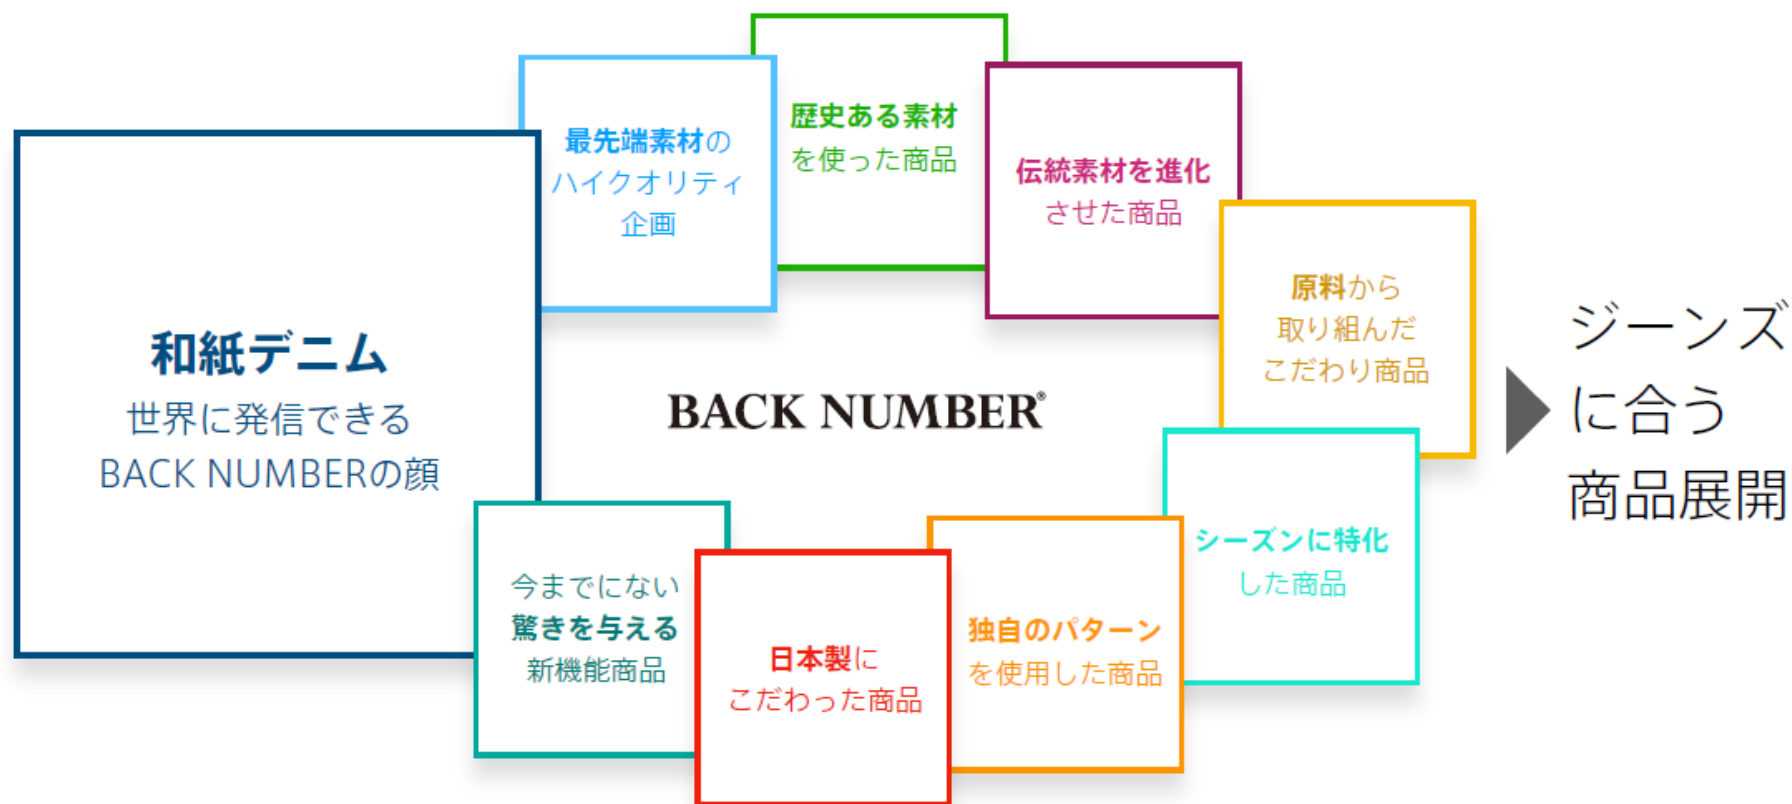 和紙デニム
世界に発信できる
BACK NUMBERの顔
最先端素材の
ハイクオリティ
企画
歴史ある素材
を使った商品
伝統素材を進化
させた商品
原料から
取り組んだ
こだわり商品
シーズンに特化
した商品
独自のパターン
を使用した商品
日本製に
こだわった商品
今までにない
驚きを与える
新機能商品
BACK NUMBER®
ジーンズ
に合う
商品展開